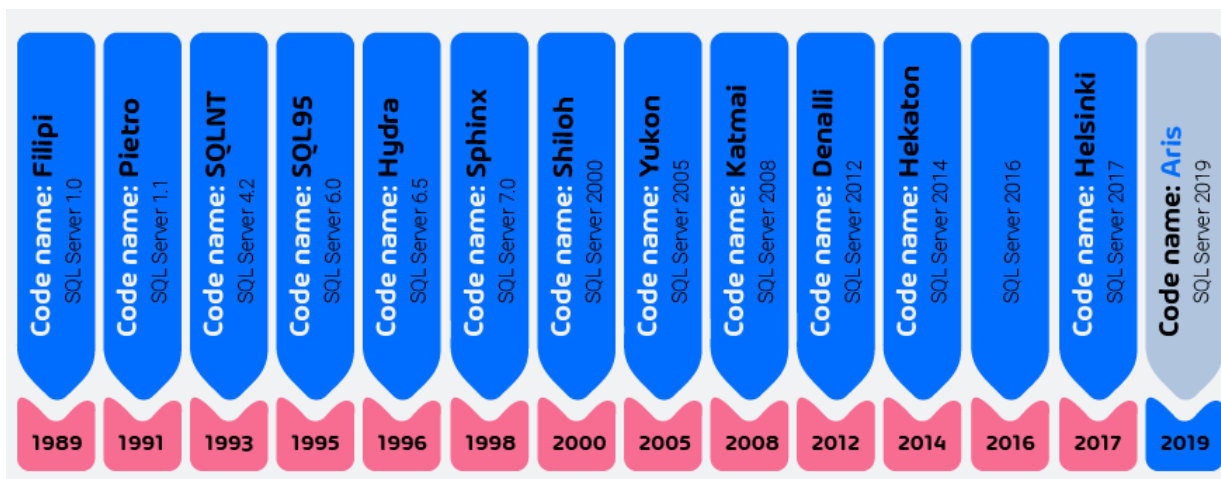 Code name: Filipi
SQL Server 1.0
Code name: Pietro
SQL Server 1.1
Code name: SQLNT
SQL Server 4.2
Code name: SQL95
SQL Server 6.0
Code name: Hydra
SQL Server 6.5
Code name: Sphinx
SQL Server 7.0
Code name: Shiloh
SQL Server 2000
Code name: Yukon
SQL Server 2005
Code name: Katmai
SQL Server 2008
Code name: Denalli
SQL Server 2012
Code name: Hekaton
SQL Server 2014
SQL Server 2016
Code name: Helsinki
SQL Server 2017
Code name: Aris
SQL Server 2019
1989
1991
1993
1995
1996
1998
2000
2005
2008
2012
2014
2016
2017
2019